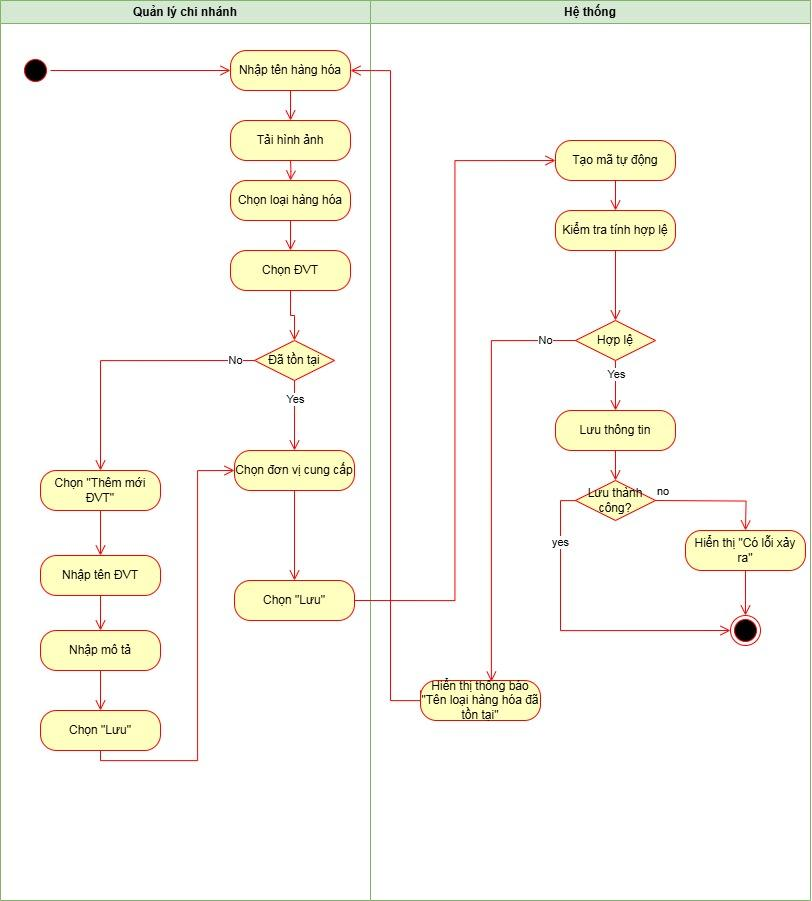 Quản lý chi nhánh
Hệ thống
Nhập tên hàng hóa
Tải hình ảnh
Chọn loại hàng hóa
Chọn ĐVT
Đã tồn tại
No
Yes
Chọn "Thêm mới
ĐVT"
Nhập tên ĐVT
Nhập mô tả
Chọn "Lưu"
Chọn đơn vị cung cấp
Chọn "Lưu"
Tạo mã tự động
Kiểm tra tính hợp lệ
Hợp lệ
No
Yes
Lưu thông tin
Lưu thành
công?
no
yes
Hiển thị "Có lỗi xảy
ra"
Hiển thị thông báo
"Tên loại hàng hóa đã
tồn tai"